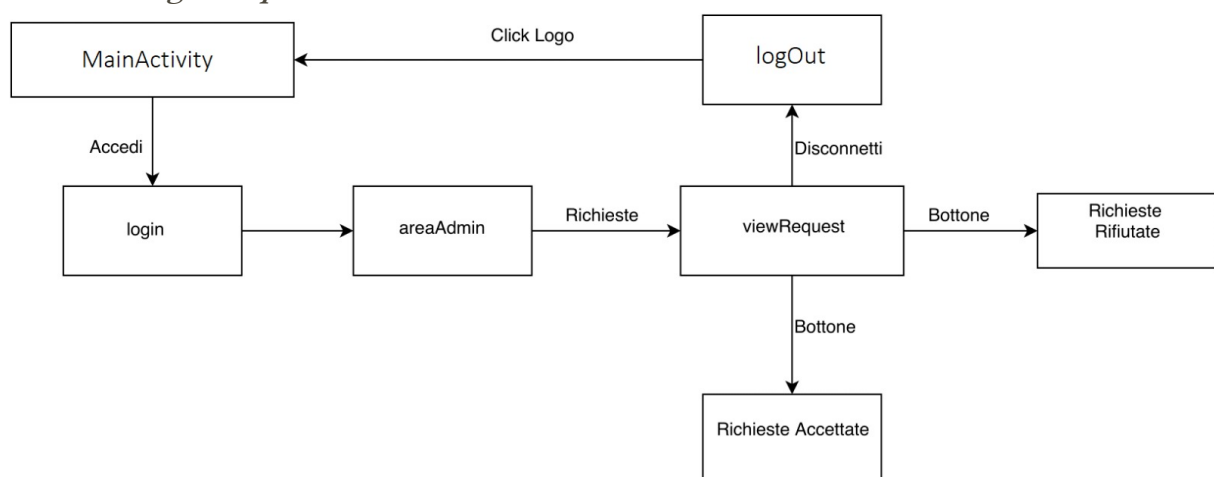 Click Logo
MainActivity
logOut
Accedi
Disconnetti
login
areaAdmin
Richieste
viewRequest
Bottone
Richieste
Rifiutate
Bottone
Richieste Accettate